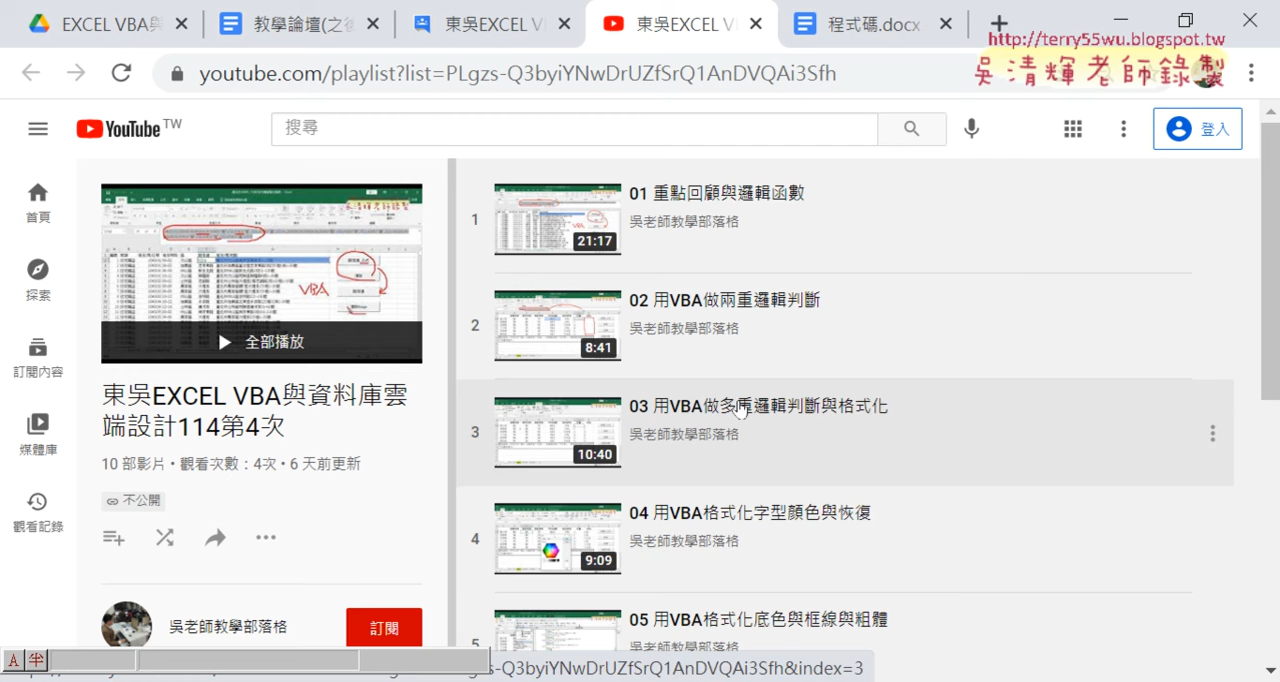 EXCEL VBA與
教學論壇(之後
東吳EXCEL V
東吳EXCEL V
程式碼.docx
http://terry55wu.blogspot.tw
吳清輝老師錄製
youtube.com/playlist?list=PLgzs-Q3byiYNwDrUZfSrQ1AnDVQAi3Sfh
YouTube TW
搜尋
登入
首頁
探索
訂閱內容
媒體庫
觀看記錄
VBA
全部播放
東吳EXCEL VBA與資料庫雲
端設計114第4次
10 部影片•觀看次數：4次•6 天前更新
不公開
吳老師教學部落格
訂閱
1
21:17
01 重點回顧與邏輯函數
吳老師教學部落格
2
8:41
02 用VBA做兩重邏輯判斷
吳老師教學部落格
3
10:40
03 用VBA做多重邏輯判斷與格式化
吳老師教學部落格
4
9:09
04 用VBA格式化字型顏色與恢復
吳老師教學部落格
5
05 用VBA格式化底色與框線與粗體
吳老師教學部落格
A 半
s-Q3byiYNwDrUZfSrQ1AnDVQAi3Sfh&index=3